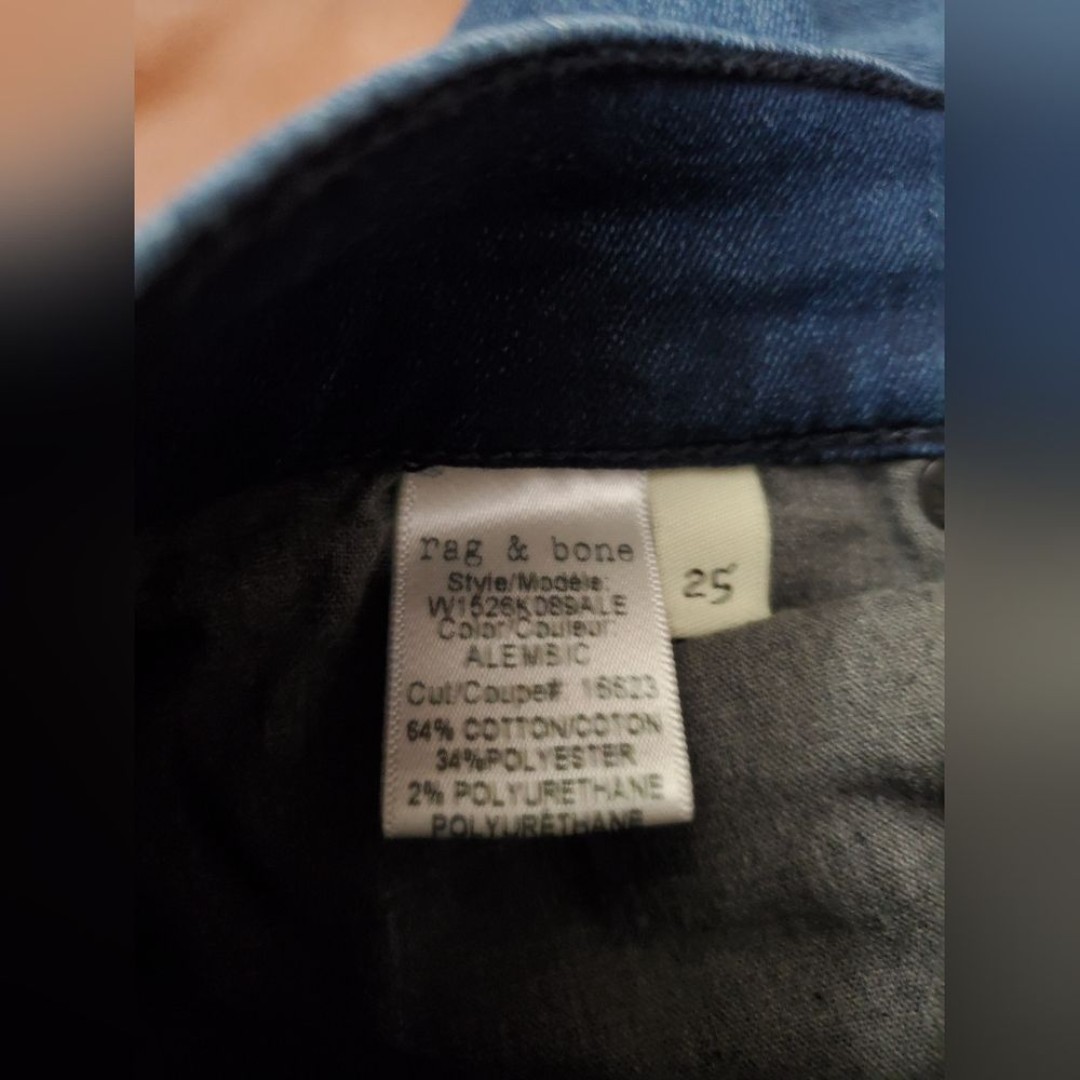 rag & bone
Style/Modèle:
W1526K089ALE
Color/Couleur
ALEMBIC
Cut/Coupe#
64% COTTON/COTON
34%POLYESTER
2% POLYURETHANE
POLYURÉTHANE
25